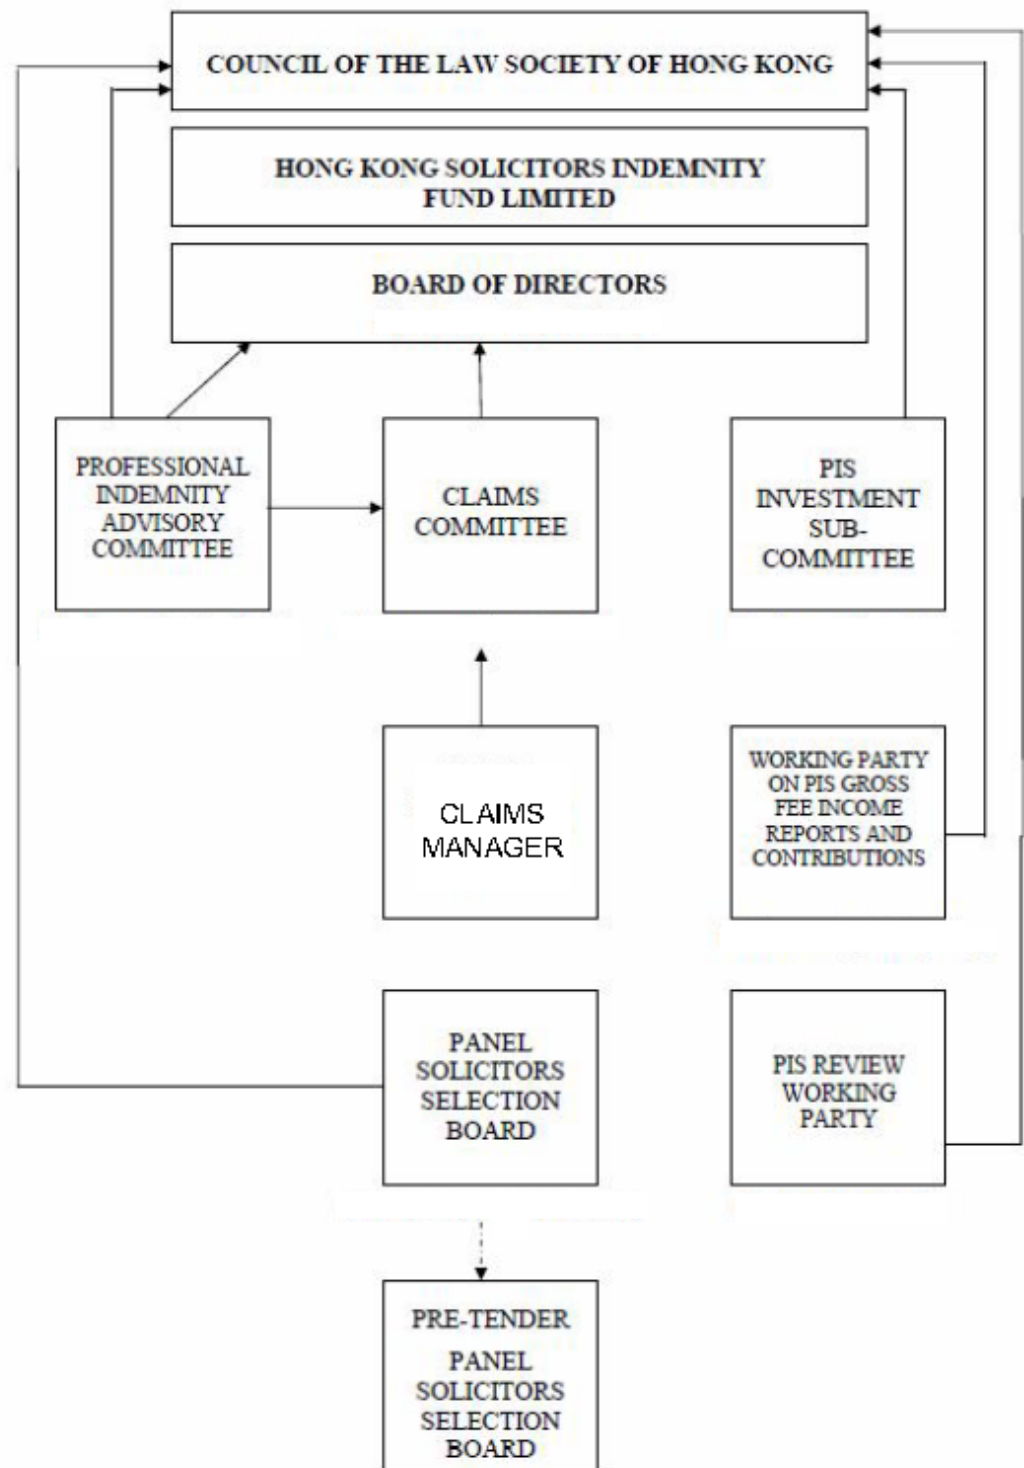 COUNCIL OF THE LAW SOCIETY OF HONG KONG
HONG KONG SOLICITORS INDEMNITY
FUND LIMITED
BOARD OF DIRECTORS
PROFESSIONAL
INDEMNITY
ADVISORY
COMMITTEE
CLAIMS
COMMITTEE
PIS
INVESTMENT
SUB-
COMMITTEE
CLAIMS
MANAGER
WORKING PARTY
ON PIS GROSS
FEE INCOME
REPORTS AND
CONTRIBUTIONS
PANEL
SOLICITORS
SELECTION
BOARD
PIS REVIEW
WORKING
PARTY
PRE-TENDER
PANEL
SOLICITORS
SELECTION
BOARD